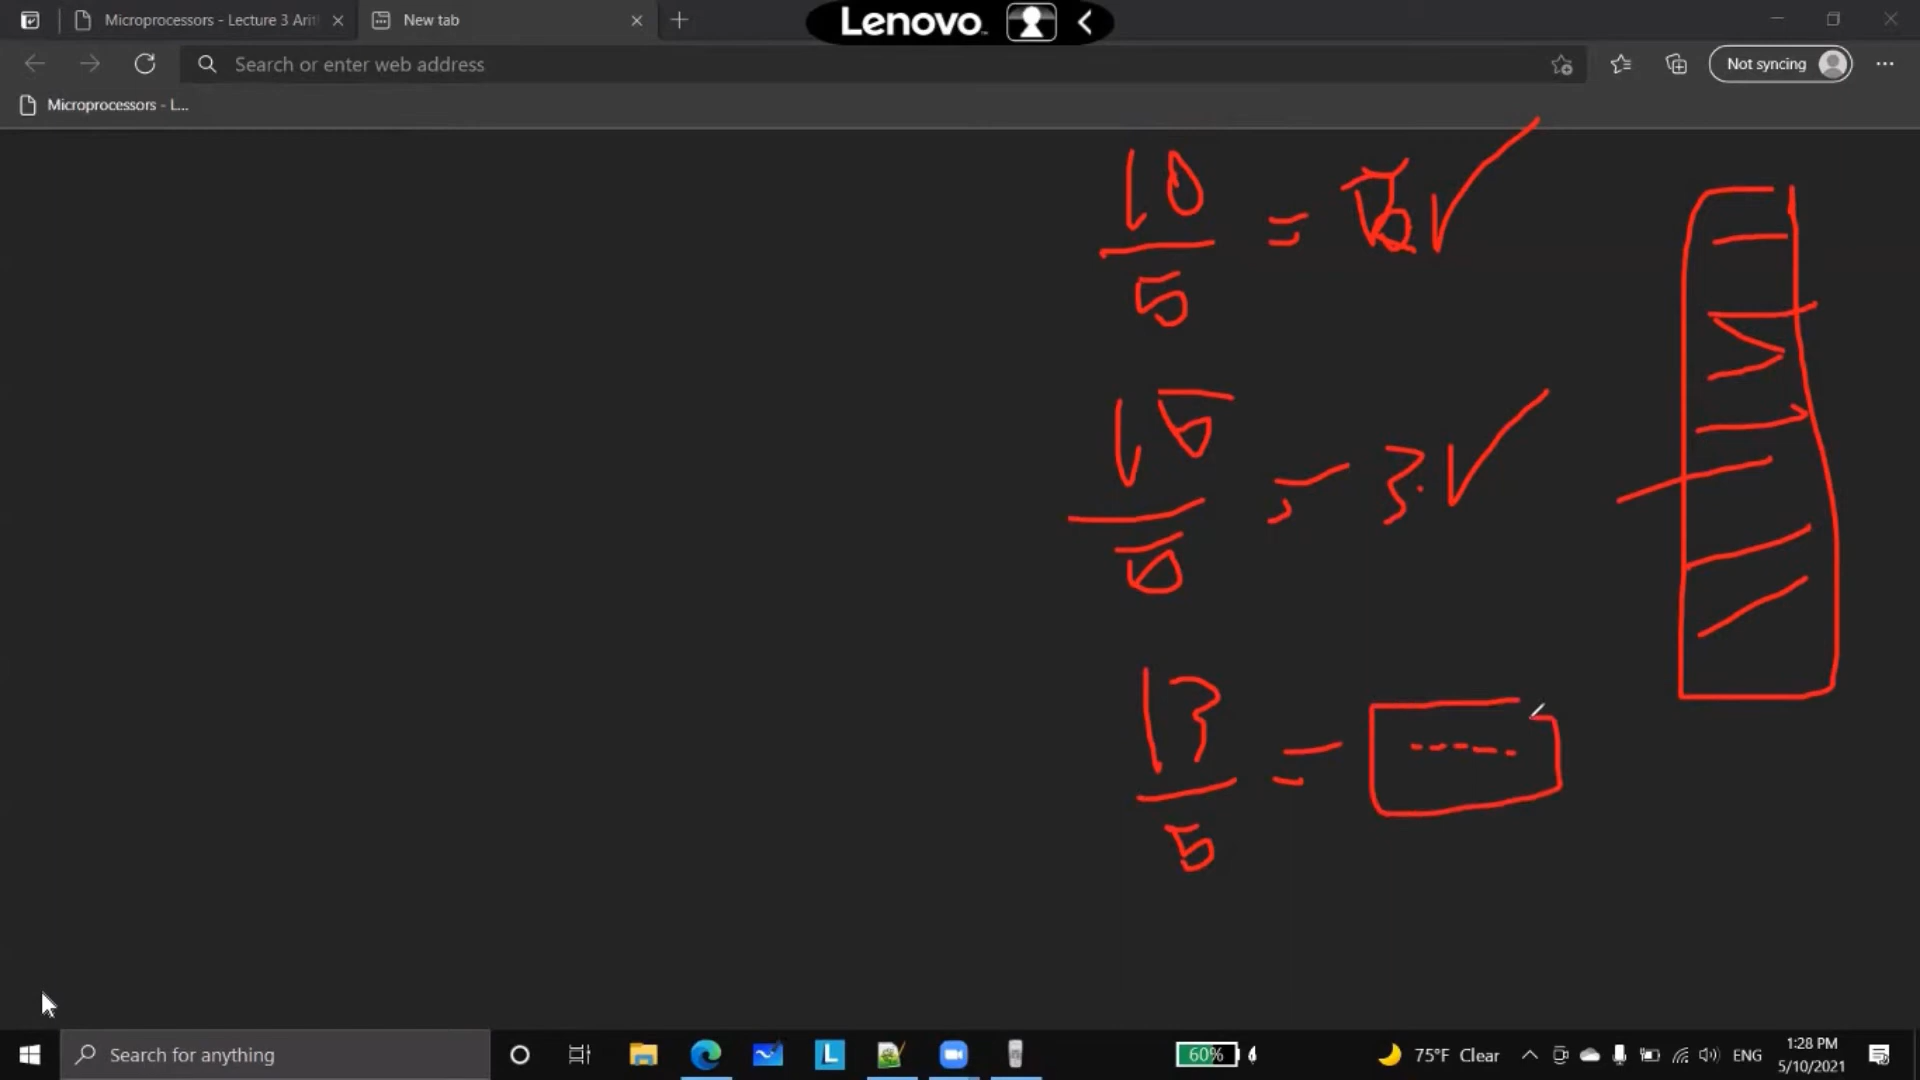 Microprocessors - Lecture 3 Arit
New tab
Lenovo
Search or enter web address
Not syncing
Microprocessors - L...
10
5
=
15
5
= 3.
13
5
= -----
Search for anything
L
60%
75°F Clear
ENG
1:28 PM
5/10/2021